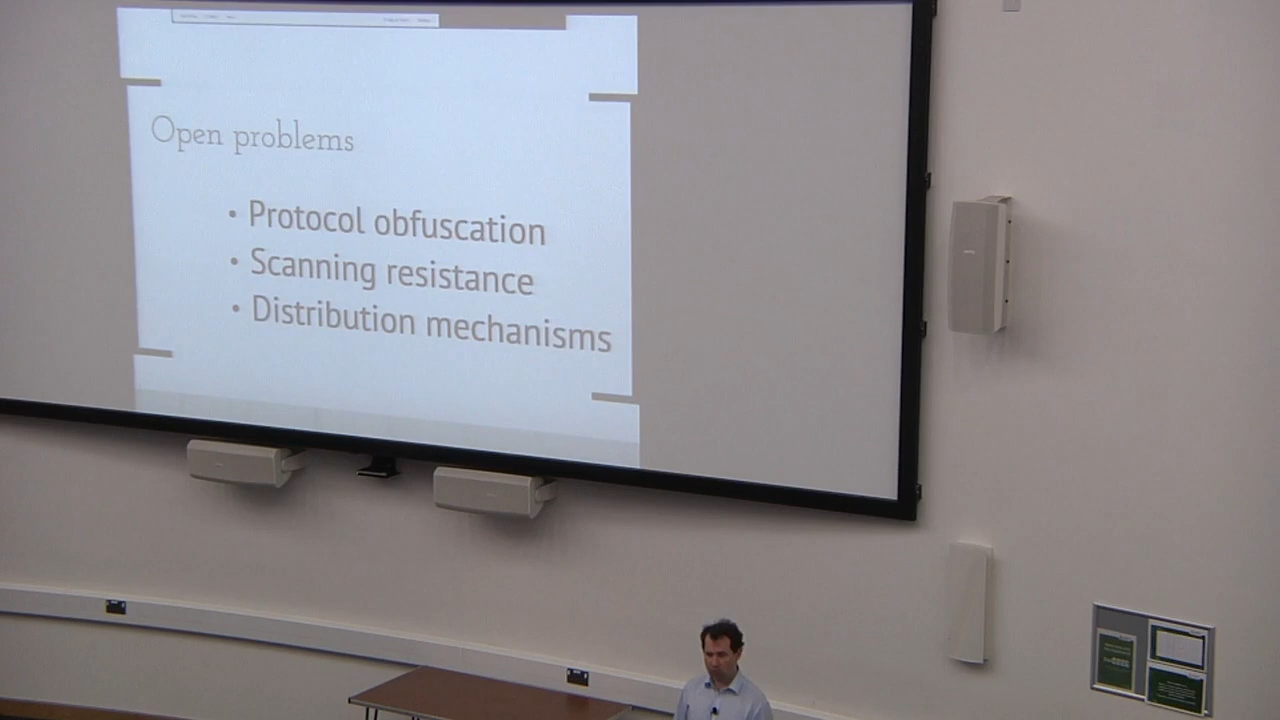 Open problems
• Protocol obfuscation
• Scanning resistance
• Distribution mechanisms